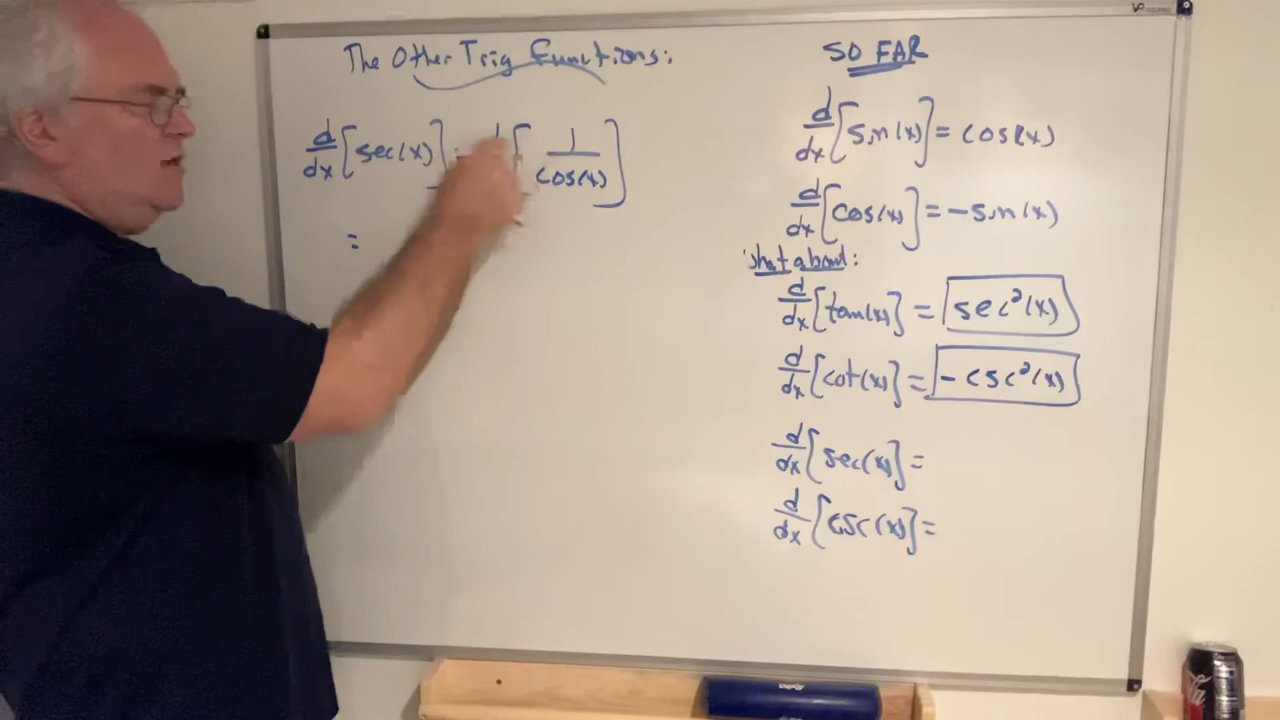 The Other Trig Functions:
d/dx [sec(x)] = d/dx [1/cos(x)]
=
SO FAR
d/dx [sin(x)] = cos(x)
d/dx [cos(x)] = -sin(x)
what about:
d/dx [tan(x)] = sec²(x)
d/dx [cot(x)] = -csc²(x)
d/dx [sec(x)] =
d/dx [csc(x)] =